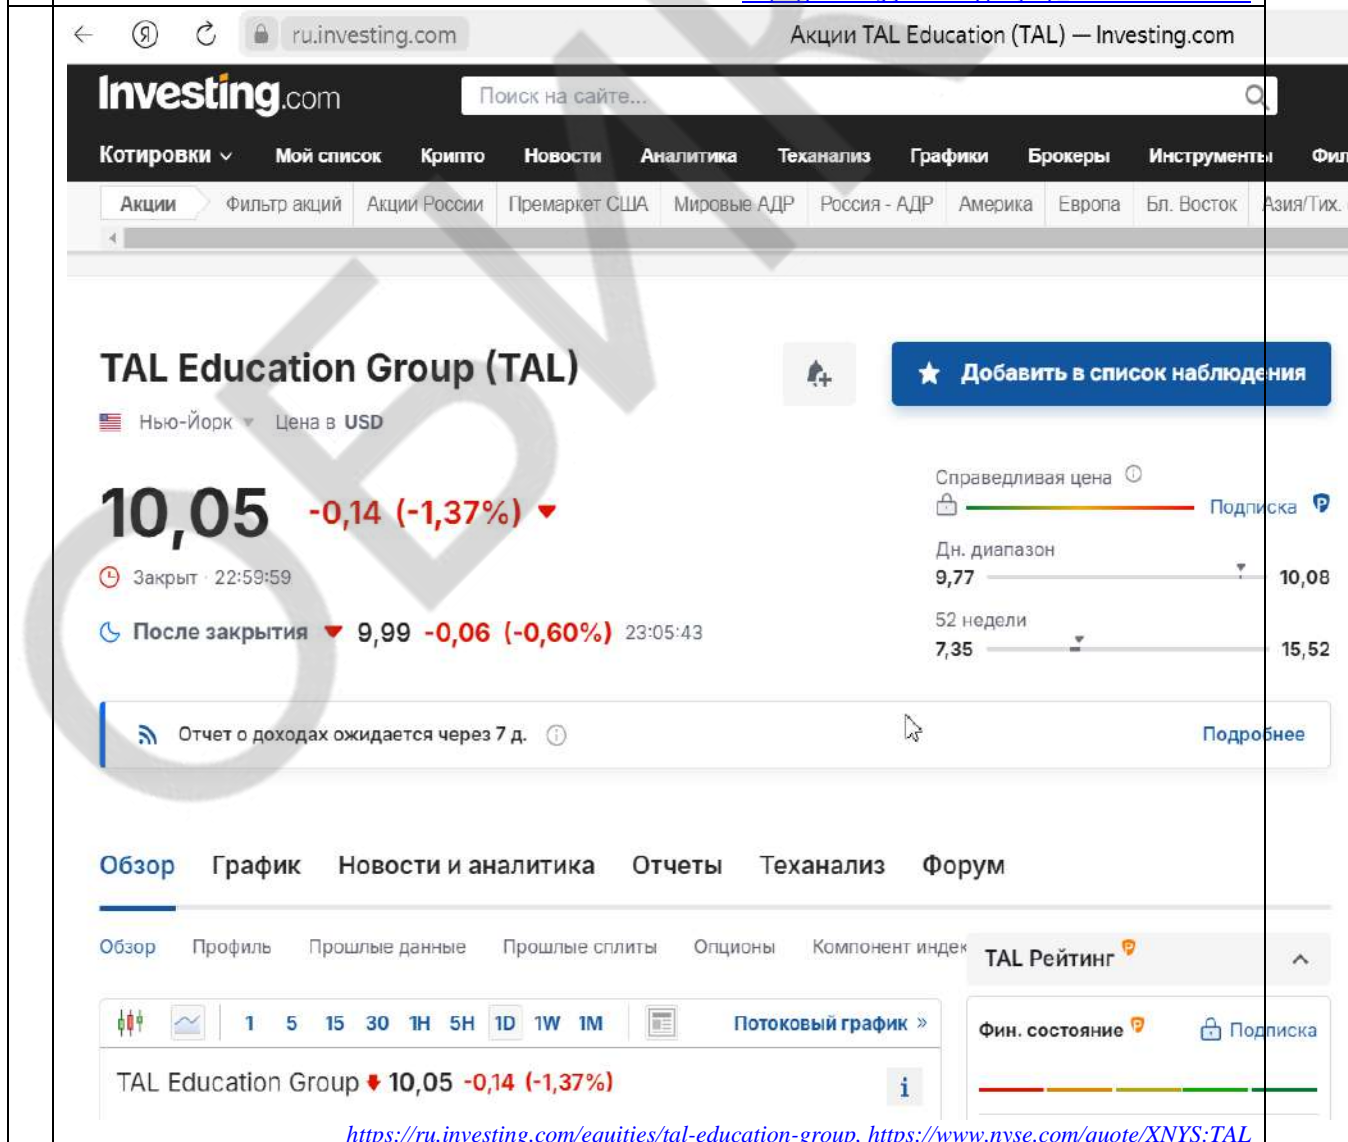 ru.investing.com
Акции TAL Education (TAL) — Investing.com
Investing.com
Поиск на сайте...
Котировки Мой список Крипто Новости Аналитика Теханализ Графики Брокеры Инструменты Фил
Акции Фильтр акций Акции России Премаркет США Мировые АДР Россия - АДР Америка Европа Бл. Восток Азия/Тих.
TAL Education Group (TAL)
Добавить в список наблюдения
Нью-Йорк Цена в USD
Справедливая цена
Подписка
10,05 -0,14 (-1,37%)
Дн. диапазон
9,77 10,08
Закрыт · 22:59:59
После закрытия 9,99 -0,06 (-0,60%) 23:05:43
52 недели
7,35 15,52
Отчет о доходах ожидается через 7 д.
Подробнее
Обзор График Новости и аналитика Отчеты Теханализ Форум
Обзор Профиль Прошлые данные Прошлые сплиты Опционы Компонент индек
TAL Рейтинг
1 5 15 30 1H 5H 1D 1W 1M Потоковый график »
Фин. состояние Подписка
TAL Education Group 10,05 -0,14 (-1,37%)
https://ru.investing.com/equities/tal-education-group, https://www.nyse.com/quote/XNYS:TAL